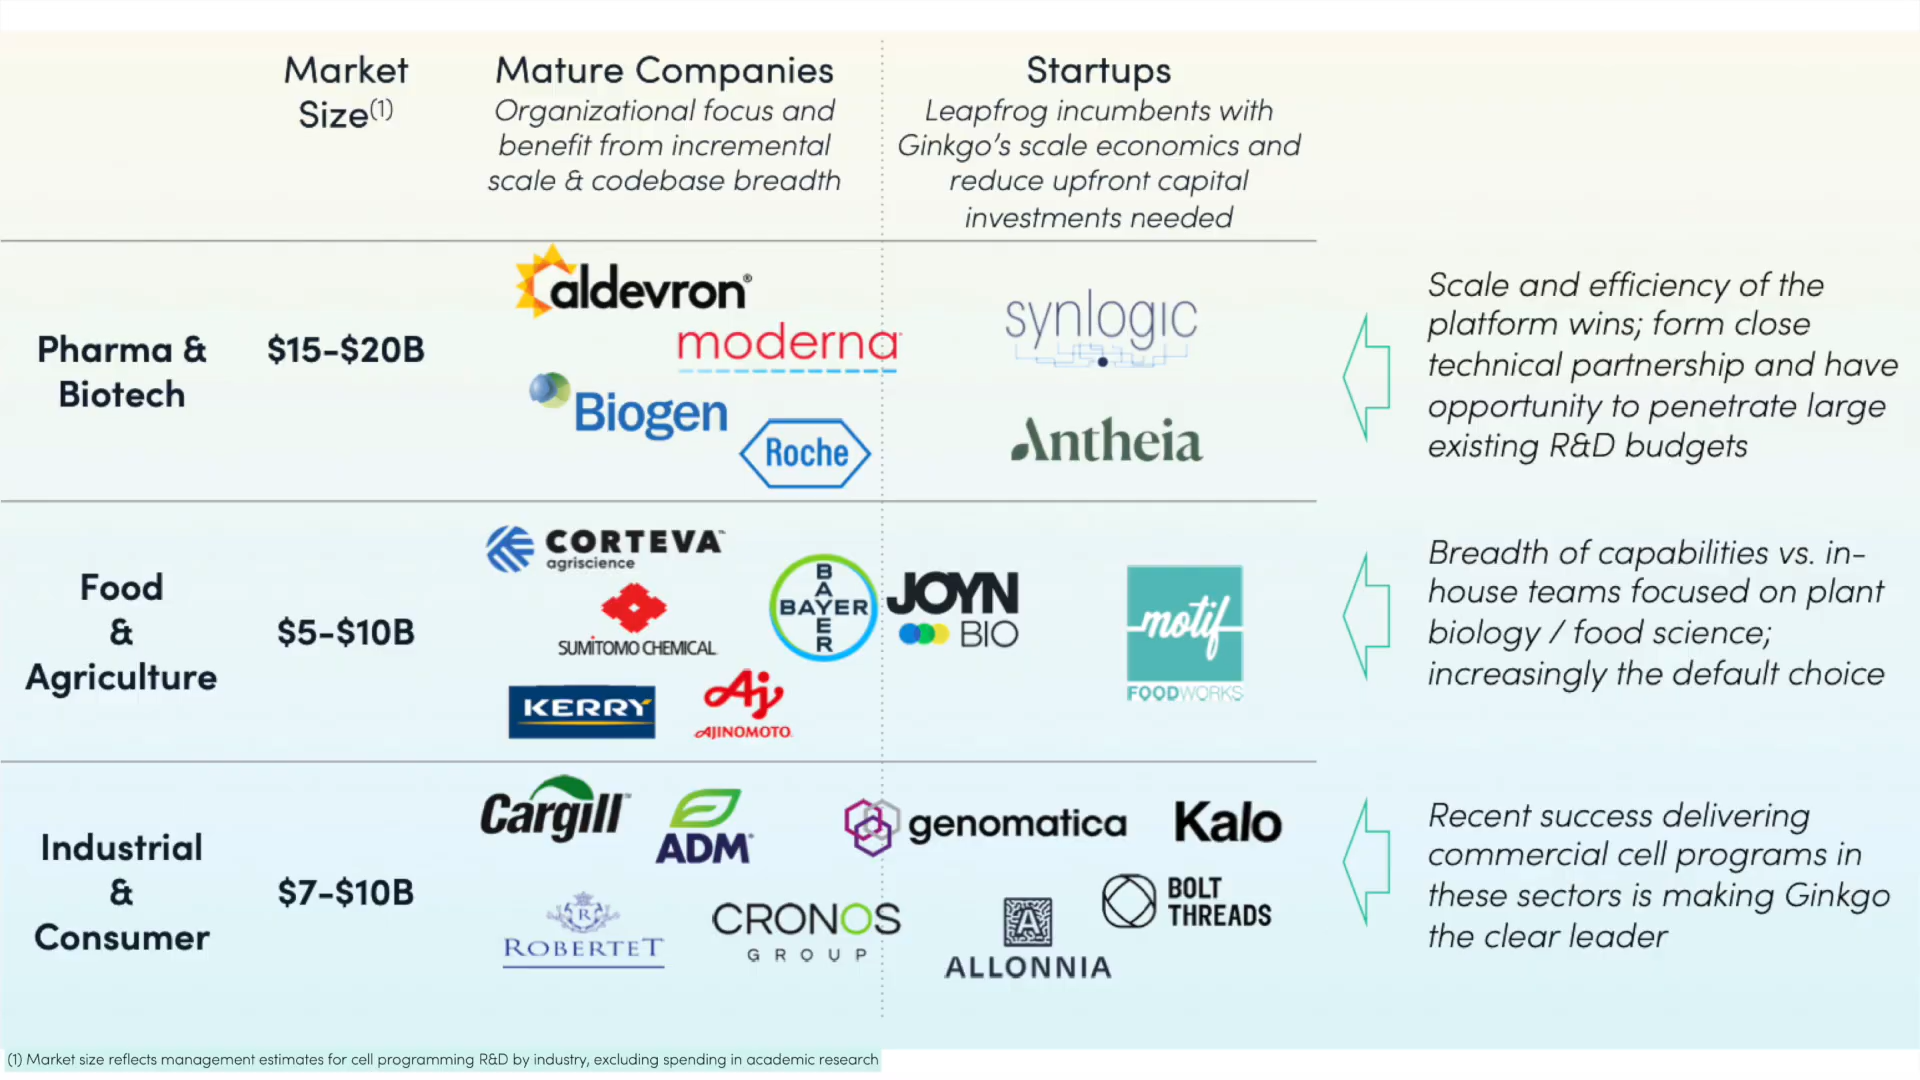 Market
Size(1)
Mature Companies
Organizational focus and
benefit from incremental
scale & codebase breadth
Startups
Leapfrog incumbents with
Ginkgo's scale economics and
reduce upfront capital
investments needed
Pharma &
Biotech
$15-$20B
aldevron®
moderna
Biogen
Roche
synlogic
Antheia
Scale and efficiency of the
platform wins; form close
technical partnership and have
opportunity to penetrate large
existing R&D budgets
Food
&
Agriculture
$5-$10B
CORTEVA™
agriscience
SUMITOMO CHEMICAL
BAYER
BAYER
KERRY
Aj
AJINOMOTO
JOYN
BIO
motif
FOODWORKS
Breadth of capabilities vs. in-
house teams focused on plant
biology / food science;
increasingly the default choice
Industrial
&
Consumer
$7-$10B
Cargill™
ADM
R
ROBERTET
CRONOS
GROUP
genomatica
Kalo
A
ALLONNIA
BOLT
THREADS
Recent success delivering
commercial cell programs in
these sectors is making Ginkgo
the clear leader
(1) Market size reflects management estimates for cell programming R&D by industry, excluding spending in academic research